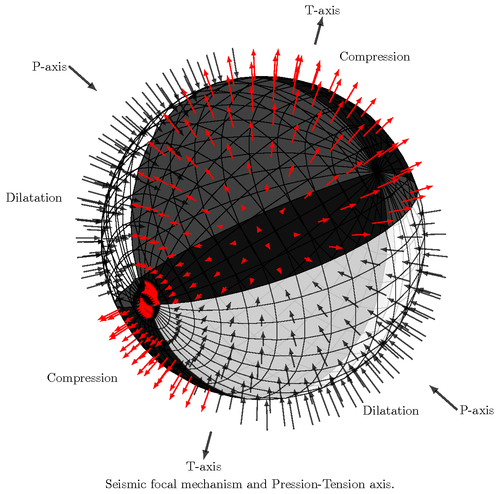 T-axis
Compression
P-axis
Dilatation
Compression
Dilatation
P-axis
T-axis
Seismic focal mechanism and Pression-Tension axis.